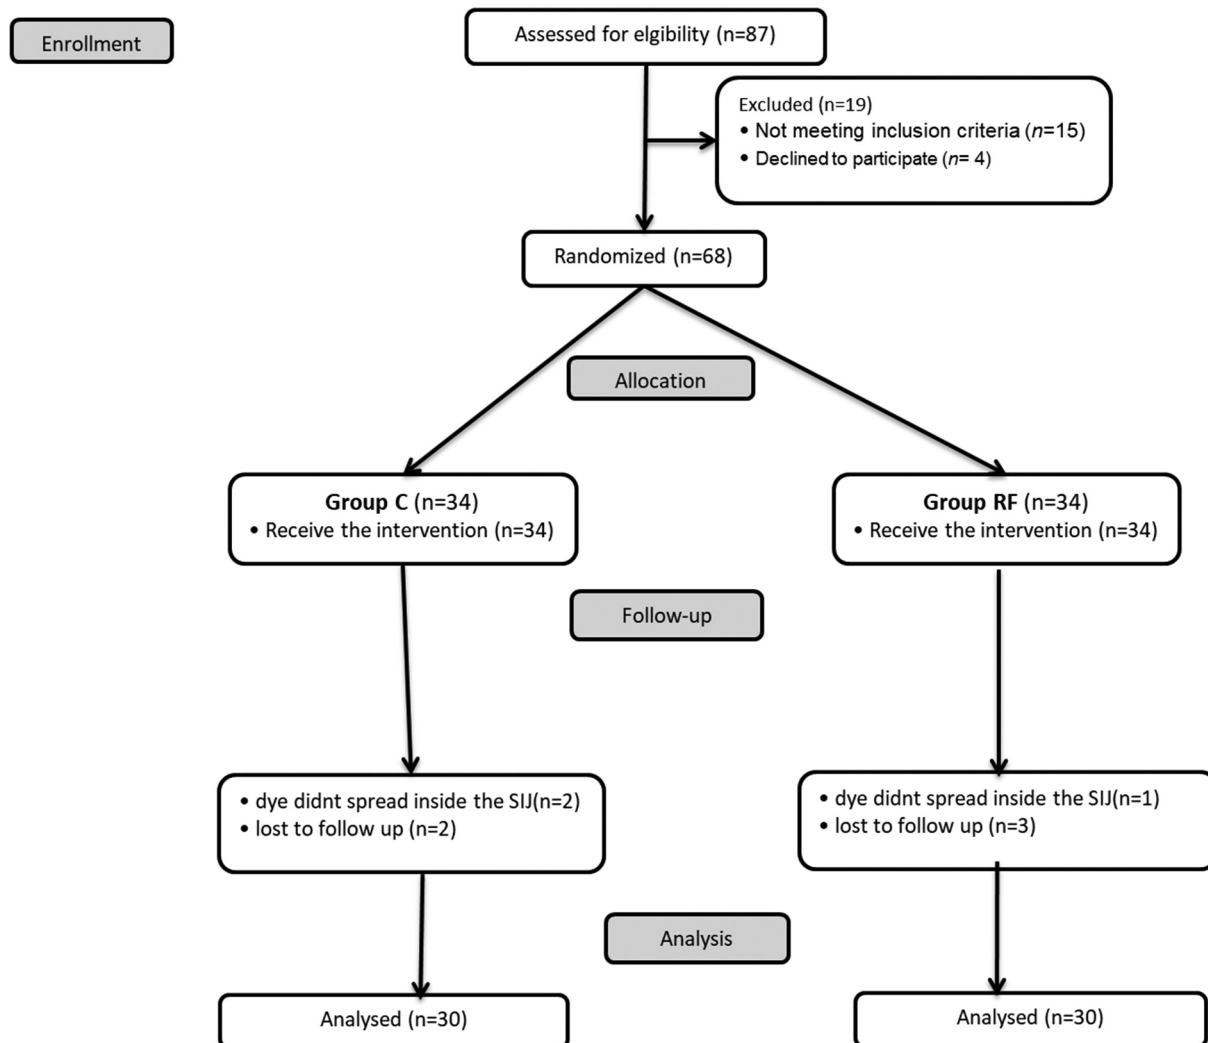 Enrollment
Assessed for elgibility (n=87)
Excluded (n=19)
• Not meeting inclusion criteria (n=15)
• Declined to participate (n= 4)
Randomized (n=68)
Allocation
Group C (n=34)
• Receive the intervention (n=34)
Group RF (n=34)
• Receive the intervention (n=34)
Follow-up
• dye didnt spread inside the SIJ(n=2)
• lost to follow up (n=2)
• dye didnt spread inside the SIJ(n=1)
• lost to follow up (n=3)
Analysis
Analysed (n=30)
Analysed (n=30)